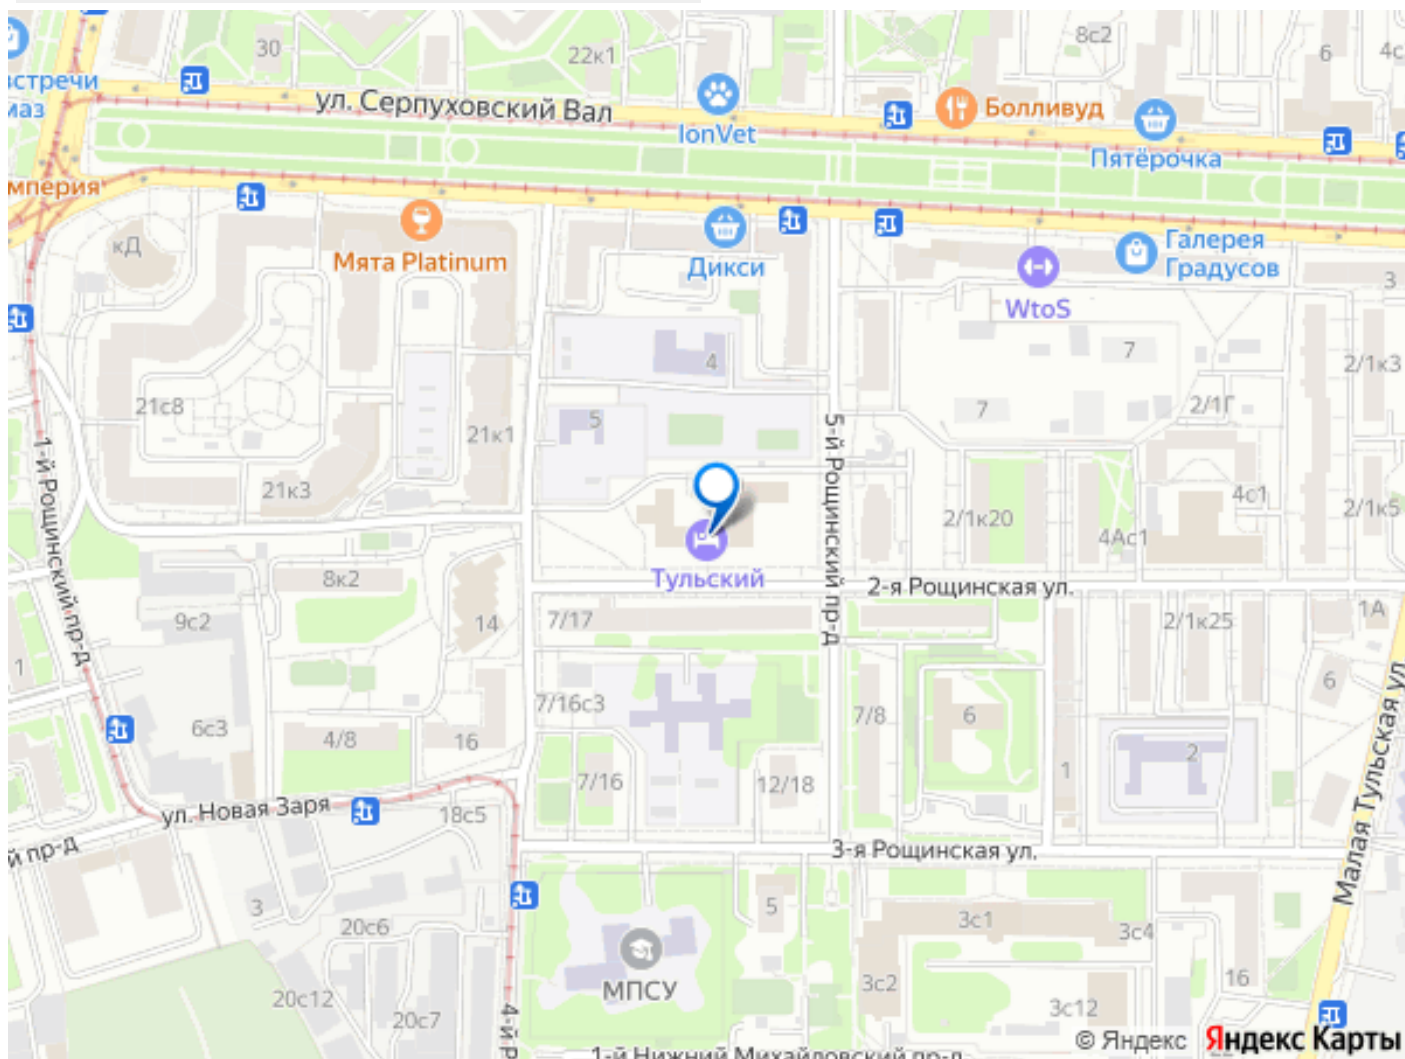 30
22к1
8с2
6
4с
встречи
маз
ул. Серпуховский Вал
IonVet
Болливуд
Пятёрочка
мперия
кД
Мята Platinum
Дикси
Галерея
Градусов
WtoS
3
4
7
2/1к3
21с8
5
21к1
7
2/1Г
5-й Рощинский пр-д
1-й Рощинский пр-д
21к3
2/1к20
4с1
2/1к5
4Ас1
Тульский
8к2
2-я Рощинская ул.
9с2
14
7/17
2/1к25
1А
1
6
7/16с3
6с3
4/8
16
7/8
6
2
1
7/16
12/18
ул. Новая Заря
18с5
Малая Тульская ул
й пр-д
3-я Рощинская ул.
3
20с6
5
3с1
3с4
МПСУ
3с2
16
20с12
20с7
4-й Р
3с12
© Яндекс Яндекс Карты
1-й Нижний Михайловский пр-д